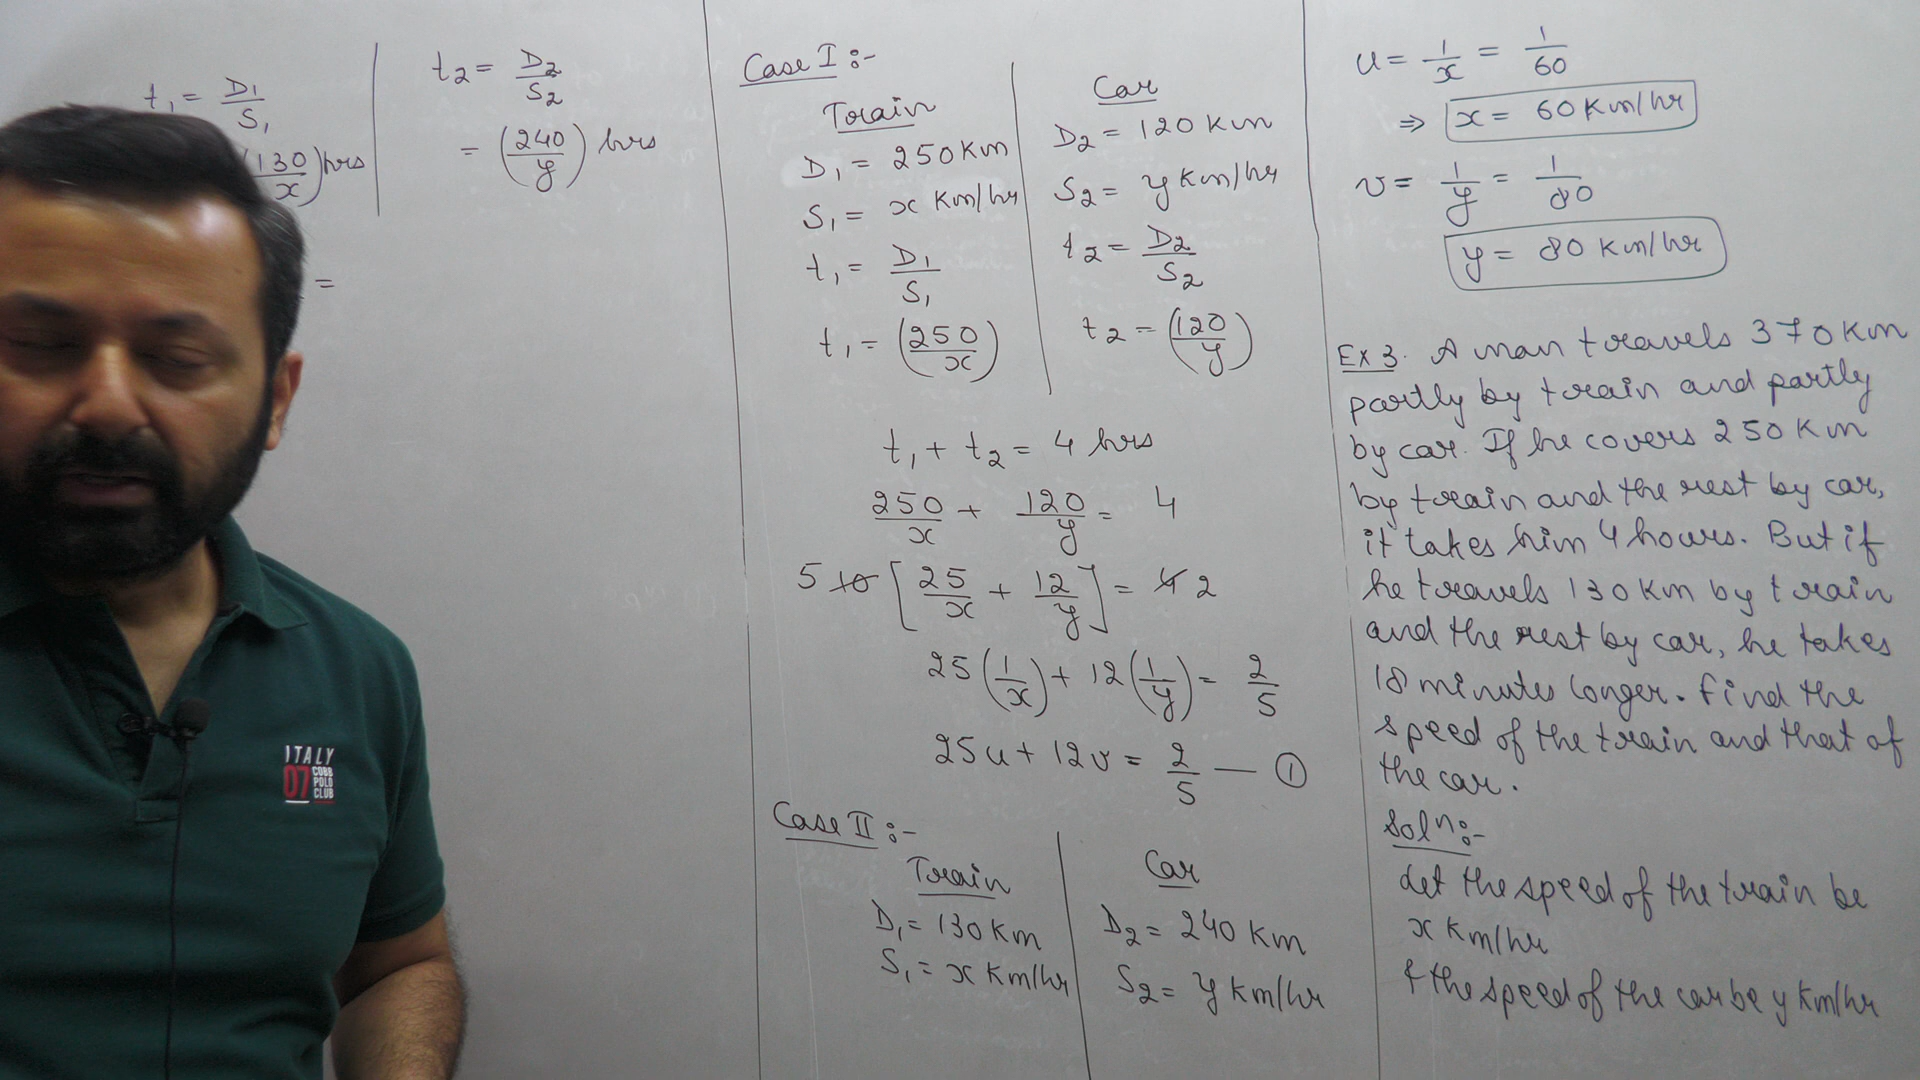 t₁ = D₁/S₁
(130/x) hrs
=
t₂ = D₂/S₂
= (240/y) hrs
Case I :-
Train
D₁ = 250 Km
S₁ = x Km/hr
t₁ = D₁/S₁
t₁ = (250/x)
Car
D₂ = 120 Km
S₂ = y Km/hr
t₂ = D₂/S₂
t₂ = (120/y)
t₁ + t₂ = 4 hrs
250/x + 120/y = 4
5 10 [25/x + 12/y] = 4 2
25(1/x) + 12(1/y) = 2/5
25u + 12v = 2/5 — ①
Case II :-
Train
D₁ = 130 Km
S₁ = x Km/hr
Car
D₂ = 240 Km
S₂ = y Km/hr
u = 1/x = 1/60
⇒ x = 60 Km/hr
v = 1/y = 1/80
y = 80 Km/hr
Ex 3. A man travels 370 Km
partly by train and partly
by car. If he covers 250 Km
by train and the rest by car,
it takes him 4 hours. But if
he travels 130 Km by train
and the rest by car, he takes
18 minutes longer. Find the
speed of the train and that of
the car.
Solⁿ:-
Let the speed of the train be
x Km/hr
& the speed of the car be y Km/hr
ITALY
07 COBB
POLO
CLUB